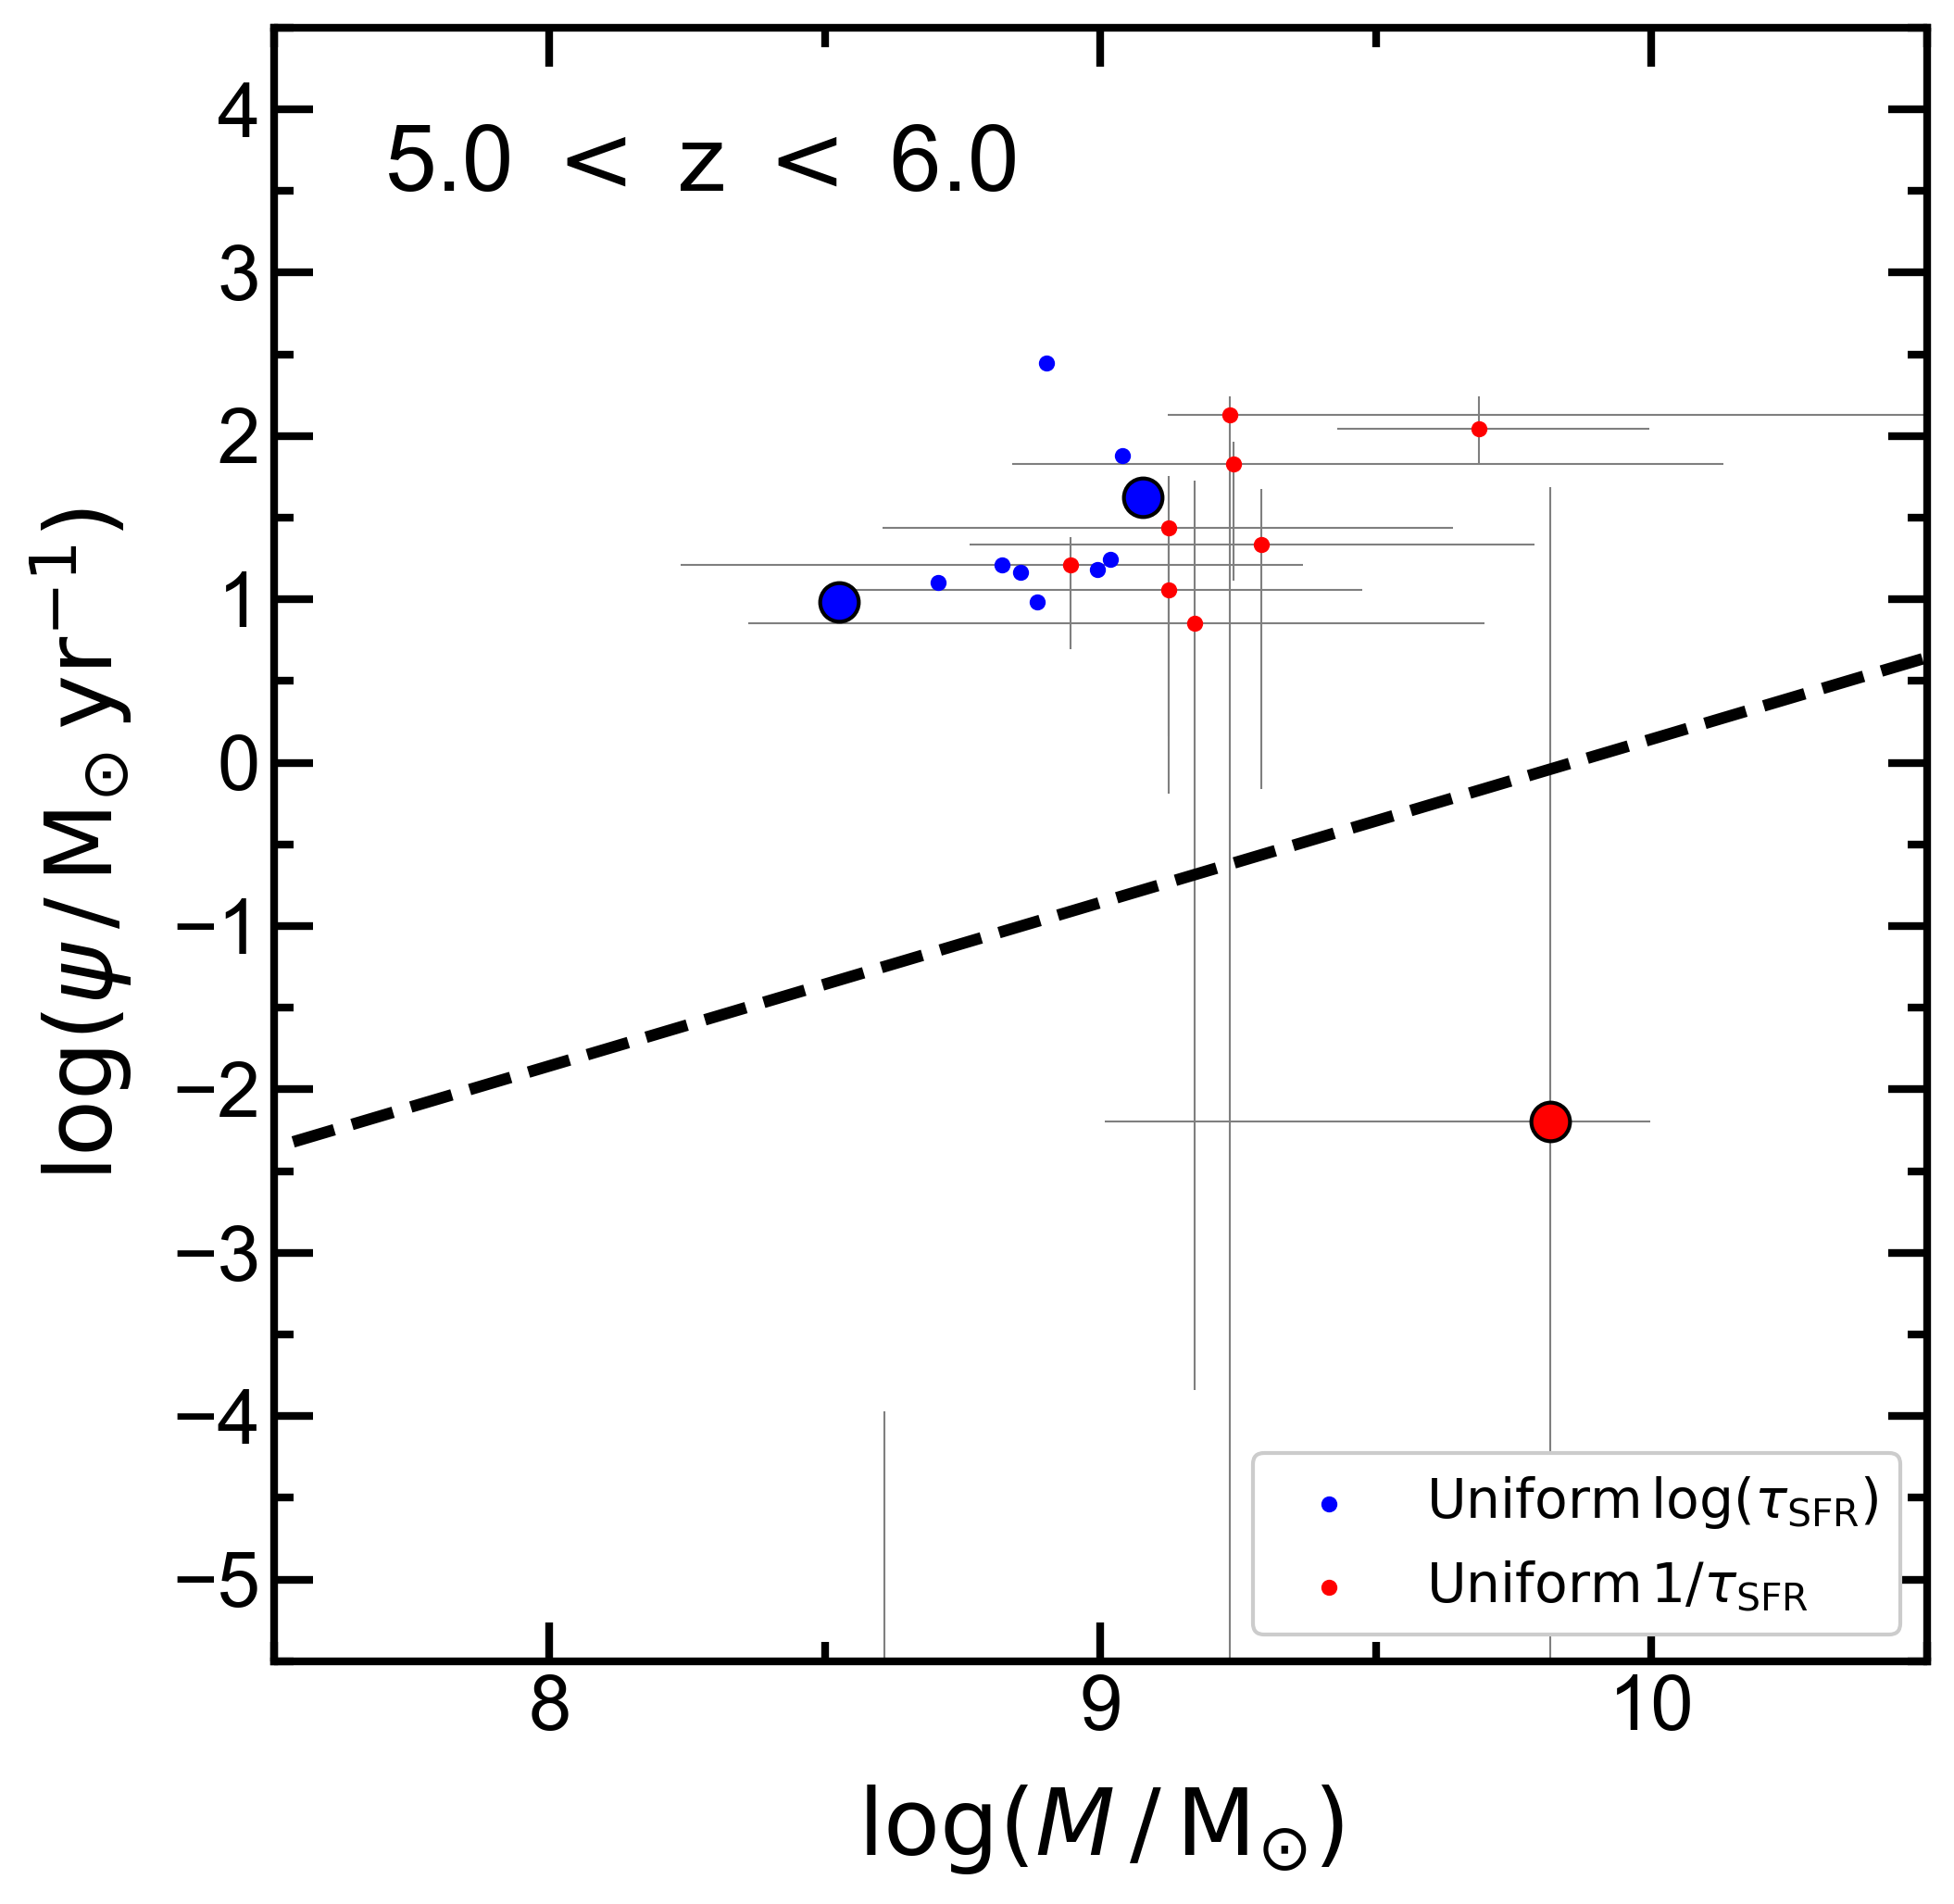 5.0 < z < 6.0
4
3
2
1
0
−1
−2
−3
−4
−5
log(ψ / M⊙ yr⁻¹)
Uniform log(τSFR)
Uniform 1/τSFR
8 9 10
log(M / M⊙)